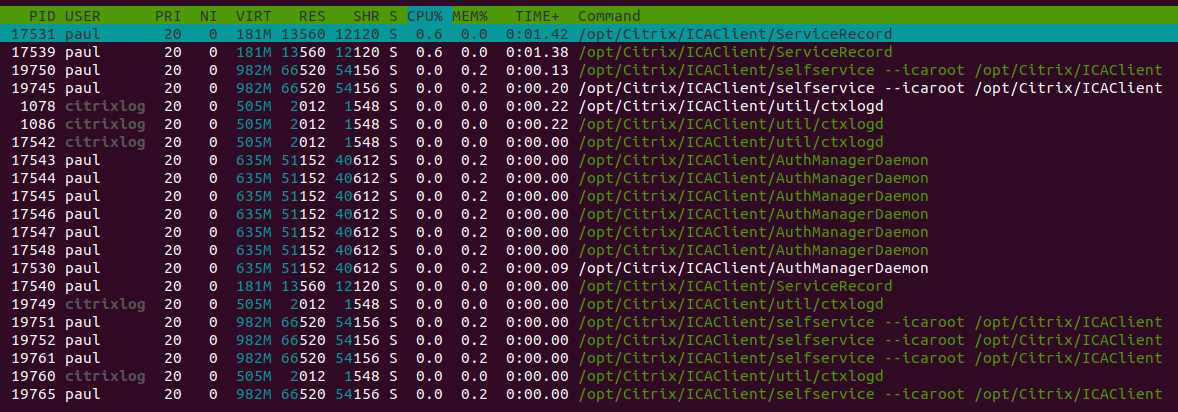 PID USER PRI NI VIRT RES SHR S CPU% MEM% TIME+ Command
17531 paul 20 0 181M 13560 12120 S 0.6 0.0 0:01.42 /opt/Citrix/ICAClient/ServiceRecord
17539 paul 20 0 181M 13560 12120 S 0.6 0.0 0:01.38 /opt/Citrix/ICAClient/ServiceRecord
19750 paul 20 0 982M 66520 54156 S 0.0 0.2 0:00.13 /opt/Citrix/ICAClient/selfservice --icaroot /opt/Citrix/ICAClient
19745 paul 20 0 982M 66520 54156 S 0.0 0.2 0:00.20 /opt/Citrix/ICAClient/selfservice --icaroot /opt/Citrix/ICAClient
1078 citrixlog 20 0 505M 2012 1548 S 0.0 0.0 0:00.22 /opt/Citrix/ICAClient/util/ctxlogd
1086 citrixlog 20 0 505M 2012 1548 S 0.0 0.0 0:00.22 /opt/Citrix/ICAClient/util/ctxlogd
17542 citrixlog 20 0 505M 2012 1548 S 0.0 0.0 0:00.00 /opt/Citrix/ICAClient/util/ctxlogd
17543 paul 20 0 635M 51152 40612 S 0.0 0.2 0:00.00 /opt/Citrix/ICAClient/AuthManagerDaemon
17544 paul 20 0 635M 51152 40612 S 0.0 0.2 0:00.00 /opt/Citrix/ICAClient/AuthManagerDaemon
17545 paul 20 0 635M 51152 40612 S 0.0 0.2 0:00.00 /opt/Citrix/ICAClient/AuthManagerDaemon
17546 paul 20 0 635M 51152 40612 S 0.0 0.2 0:00.00 /opt/Citrix/ICAClient/AuthManagerDaemon
17547 paul 20 0 635M 51152 40612 S 0.0 0.2 0:00.00 /opt/Citrix/ICAClient/AuthManagerDaemon
17548 paul 20 0 635M 51152 40612 S 0.0 0.2 0:00.00 /opt/Citrix/ICAClient/AuthManagerDaemon
17530 paul 20 0 635M 51152 40612 S 0.0 0.2 0:00.09 /opt/Citrix/ICAClient/AuthManagerDaemon
17540 paul 20 0 181M 13560 12120 S 0.0 0.0 0:00.00 /opt/Citrix/ICAClient/ServiceRecord
19749 citrixlog 20 0 505M 2012 1548 S 0.0 0.0 0:00.00 /opt/Citrix/ICAClient/util/ctxlogd
19751 paul 20 0 982M 66520 54156 S 0.0 0.2 0:00.00 /opt/Citrix/ICAClient/selfservice --icaroot /opt/Citrix/ICAClient
19752 paul 20 0 982M 66520 54156 S 0.0 0.2 0:00.00 /opt/Citrix/ICAClient/selfservice --icaroot /opt/Citrix/ICAClient
19761 paul 20 0 982M 66520 54156 S 0.0 0.2 0:00.00 /opt/Citrix/ICAClient/selfservice --icaroot /opt/Citrix/ICAClient
19760 citrixlog 20 0 505M 2012 1548 S 0.0 0.0 0:00.00 /opt/Citrix/ICAClient/util/ctxlogd
19765 paul 20 0 982M 66520 54156 S 0.0 0.2 0:00.00 /opt/Citrix/ICAClient/selfservice --icaroot /opt/Citrix/ICAClient